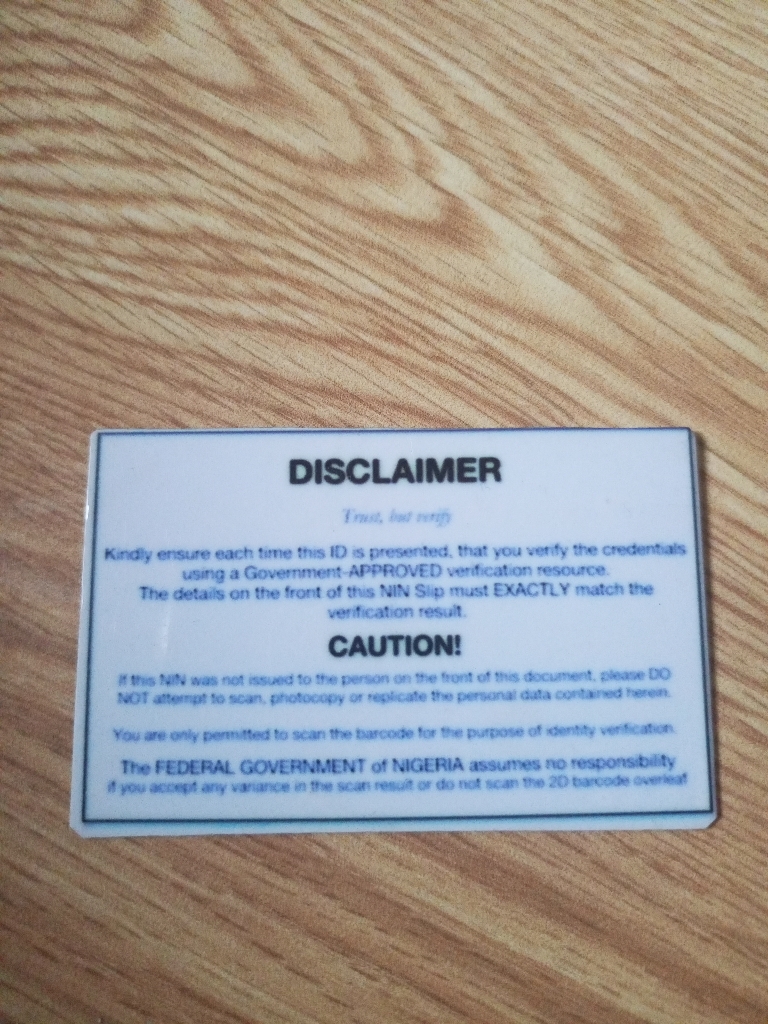 DISCLAIMER
Trust, but verify
Kindly ensure each time this ID is presented, that you verify the credentials
using a Government-APPROVED verification resource.
The details on the front of this NIN Slip must EXACTLY match the
verification result.
CAUTION!
If this NIN was not issued to the person on the front of this document, please DO
NOT attempt to scan, photocopy or replicate the personal data contained herein.
You are only permitted to scan the barcode for the purpose of identity verification.
The FEDERAL GOVERNMENT of NIGERIA assumes no responsibility
if you accept any variance in the scan result or do not scan the 2D barcode overleaf